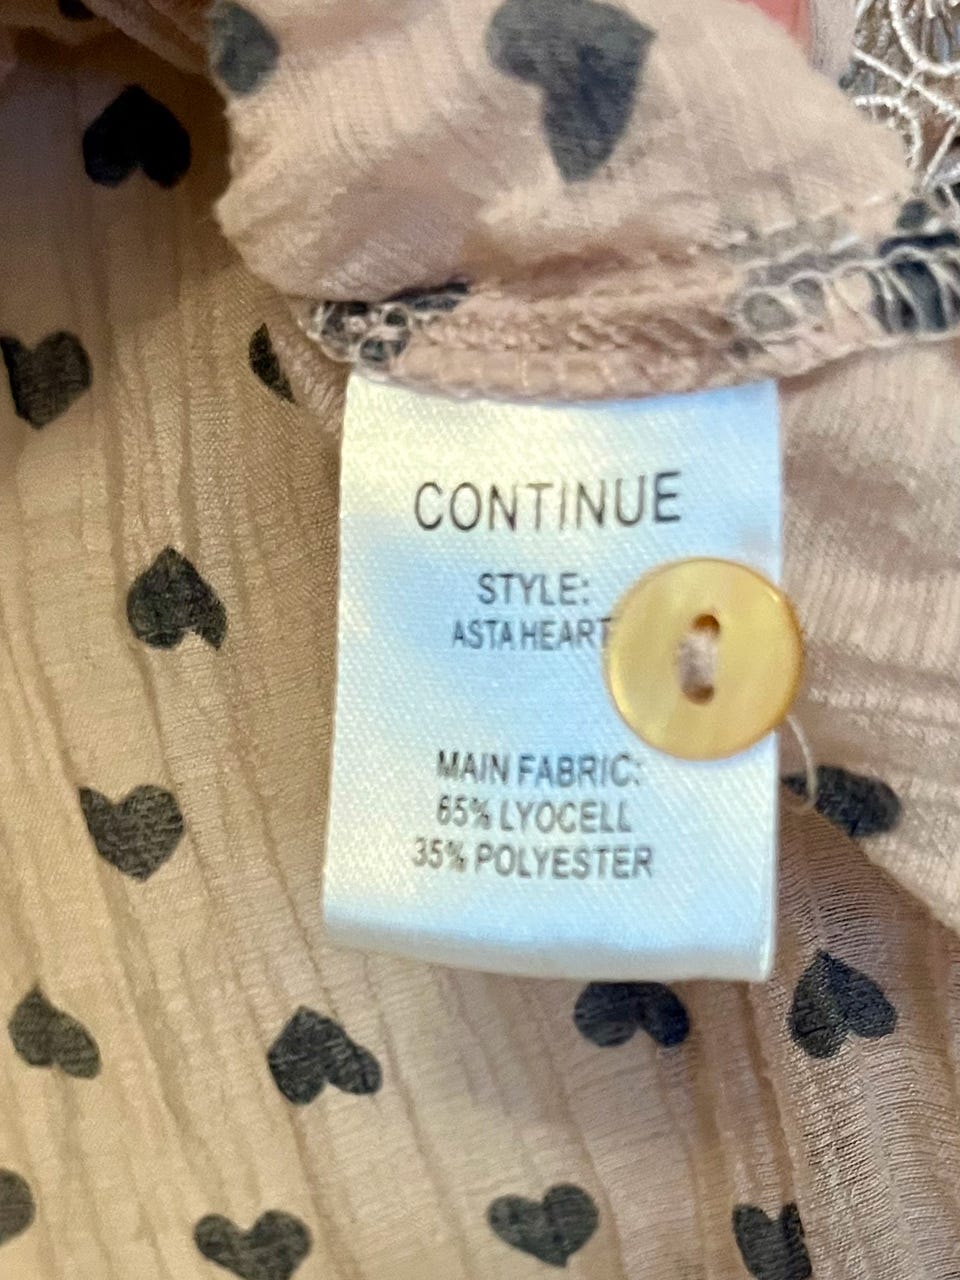 CONTINUE
STYLE:
ASTA HEART
MAIN FABRIC:
65% LYOCELL
35% POLYESTER